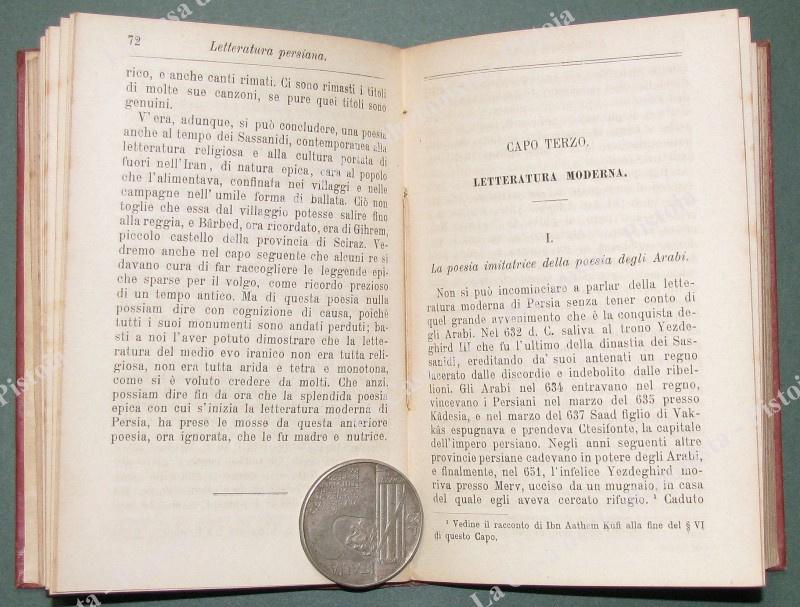 72
Letteratura persiana.
rico, e anche canti rimati. Ci sono rimasti i titoli
di molte sue canzoni, se pure quei titoli sono
genuini.
V'era, adunque, si può concludere, una poesia
anche al tempo dei Sassanidi, contemporanea alla
letteratura religiosa e alla cultura portata di
fuori nell'Iran, di natura epica, cara al popolo
che l'alimentava, confinata nei villaggi e nelle
campagne nell'umile forma di ballata. Ciò non
toglie che essa dal villaggio potesse salire fino
alla reggia, e Bârbed, ora ricordato, era di Gihrem,
piccolo castello della provincia di Sciraz. Ve-
dremo anche nel capo seguente che alcuni re si
davano cura di far raccogliere le leggende epi-
che sparse per il volgo, come ricordo prezioso
di un tempo antico. Ma di questa poesia nulla
possiam dire con cognizione di causa, poichè
tutti i suoi monumenti sono andati perduti; ba-
sti a noi l'aver potuto dimostrare che la lette-
ratura del medio evo iranico non era tutta reli-
giosa, non era tutta arida e tetra e monotona,
come si è voluto credere da molti. Che anzi,
possiam dire fin da ora che la splendida poesia
epica con cui s'inizia la letteratura moderna di
Persia, ha prese le mosse da questa anteriore
poesia, ora ignorata, che le fu madre e nutrice.
CAPO TERZO.
LETTERATURA MODERNA.
I.
La poesia imitatrice della poesia degli Arabi.
Non si può incominciare a parlar della lette-
ratura moderna di Persia senza tener conto di
quel grande avvenimento che è la conquista de-
gli Arabi. Nel 632 d. C. saliva al trono Yezde-
ghird III che fu l'ultimo della dinastia dei Sas-
sanidi, ereditando da' suoi antenati un regno
lacerato dalle discordie e indebolito dalle ribel-
lioni. Gli Arabi nel 634 entravano nel regno,
vincevano i Persiani nel marzo del 635 presso
Kâdesia, e nel marzo del 637 Saad figlio di Vak-
kâs espugnava e prendeva Ctesifonte, la capitale
dell'impero persiano. Negli anni seguenti altre
provincie persiane cadevano in potere degli Arabi,
e finalmente, nel 651, l'infelice Yezdeghird mo-
riva presso Merv, ucciso da un mugnaio, in casa
del quale egli aveva cercato rifugio. ¹ Caduto
¹ Vedine il racconto di Ibn Aathem Kufi alla fine del § VI
di questo Capo.